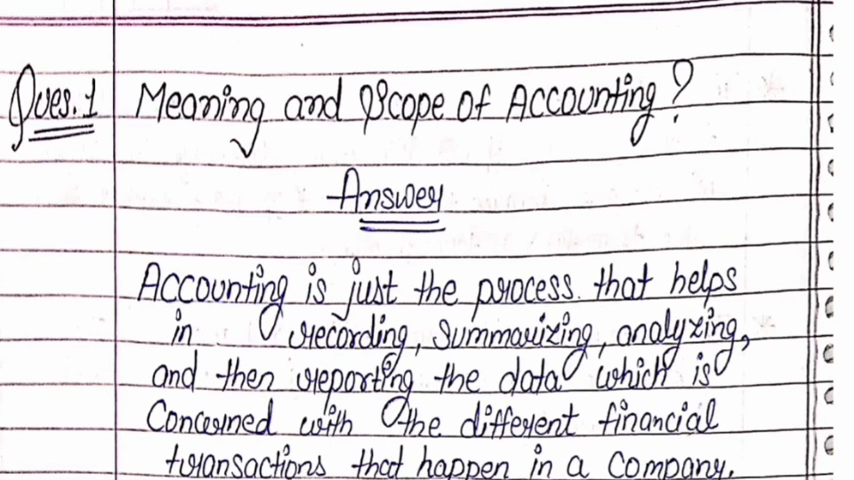 Ques.1 Meaning and Scope of Accounting?
Answer
Accounting is just the process that helps
in recording, summarizing, analyzing,
and then reporting the data which is
Concerned with the different financial
transactions that happen in a company.